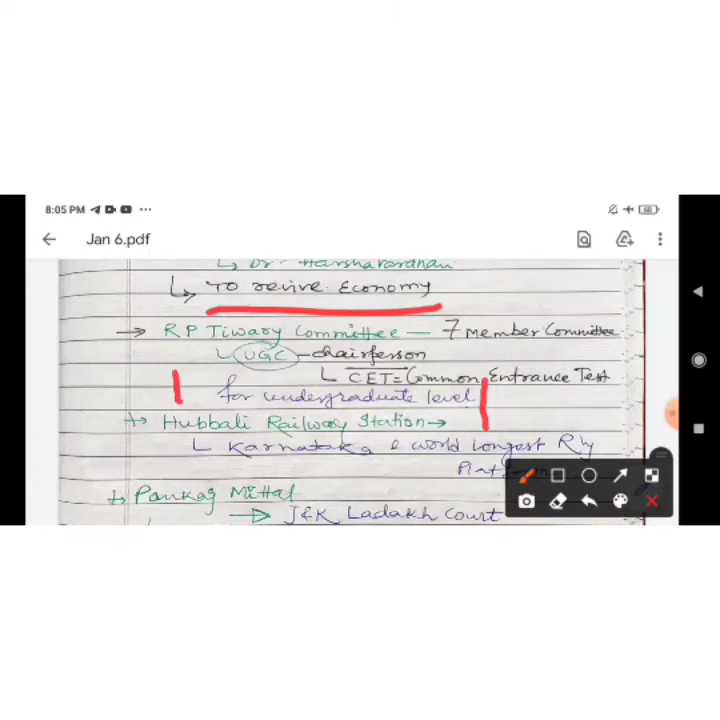 8:05 PM
Jan 6.pdf
↳ Dr. Harshavardhan
↳ To revive Economy
→ RP Tiwary Committee — 7 Member Committee
↳ UGC - chairperson
↳ CET = Common Entrance Test
for undergraduate level
→ Hubbali Railway Station →
↳ Karnataka & world longest Rly
Platform
→ Pankaj Mittal
→ J&K Ladakh Court